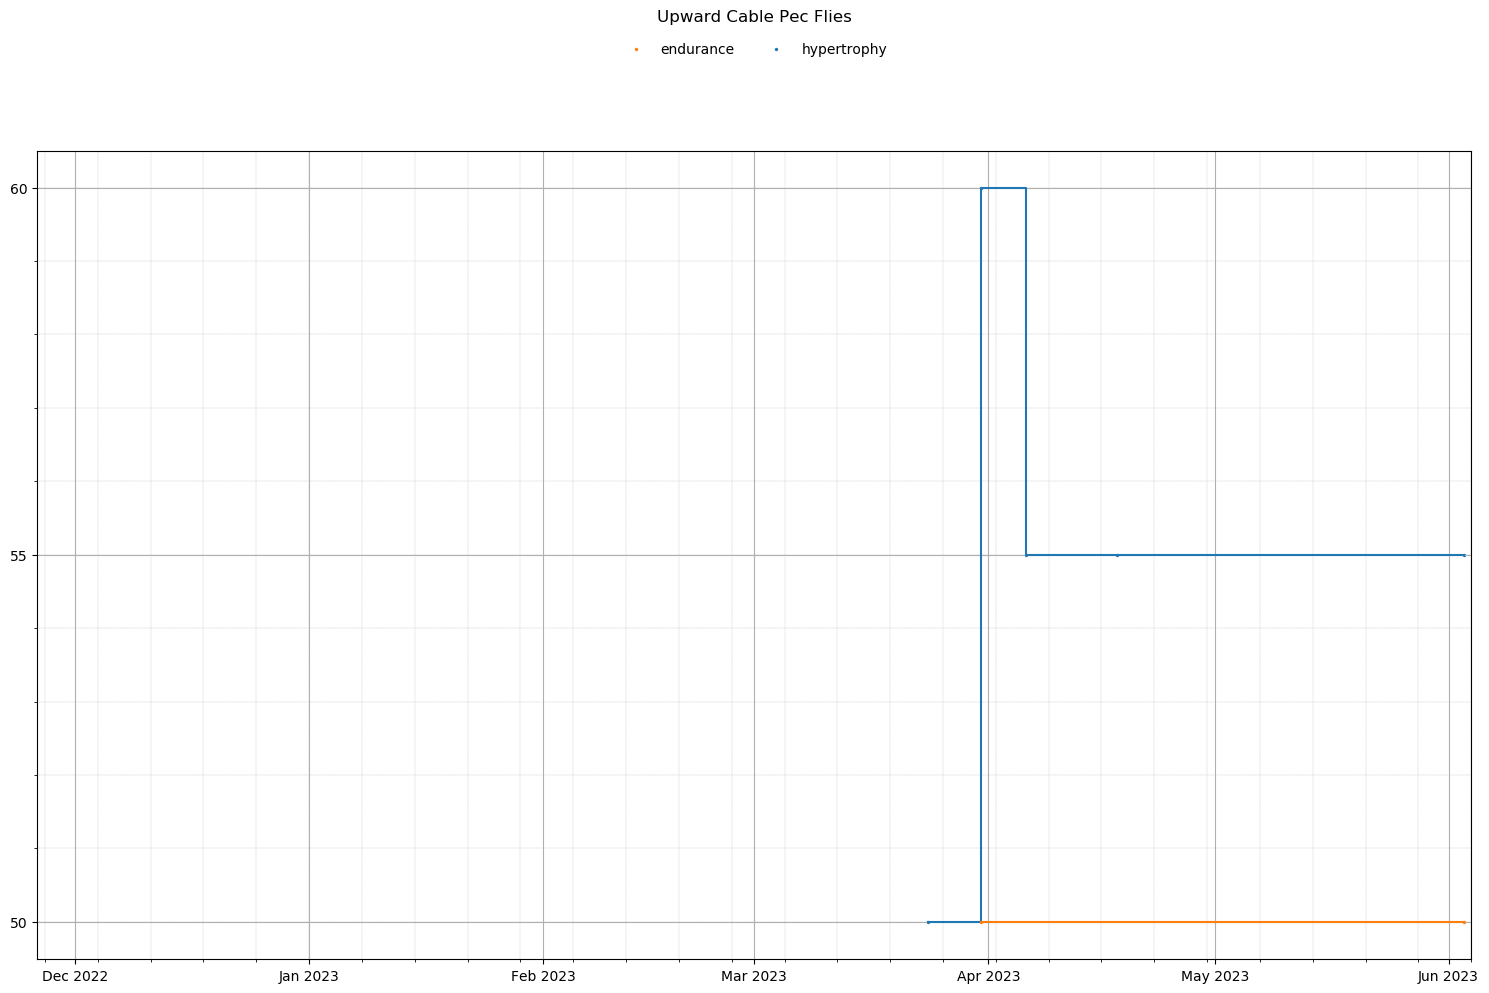 Upward Cable Pec Flies
endurance hypertrophy
60
55
50
Dec 2022 Jan 2023 Feb 2023 Mar 2023 Apr 2023 May 2023 Jun 2023